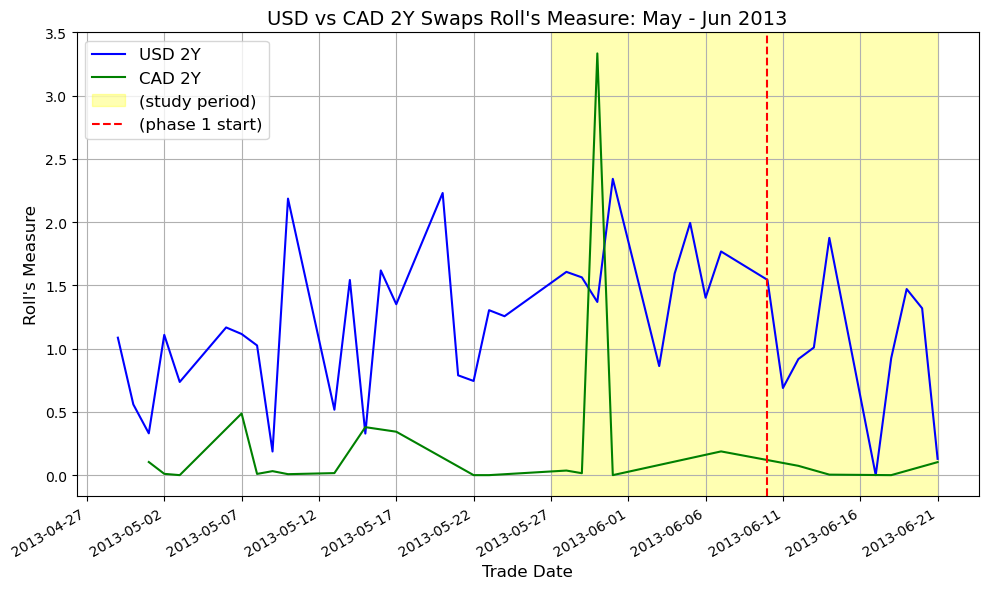 USD vs CAD 2Y Swaps Roll's Measure: May - Jun 2013
USD 2Y
CAD 2Y
(study period)
(phase 1 start)
Roll's Measure
3.5
3.0
2.5
2.0
1.5
1.0
0.5
0.0
2013-04-27
2013-05-02
2013-05-07
2013-05-12
2013-05-17
2013-05-22
2013-05-27
2013-06-01
2013-06-06
2013-06-11
2013-06-16
2013-06-21
Trade Date